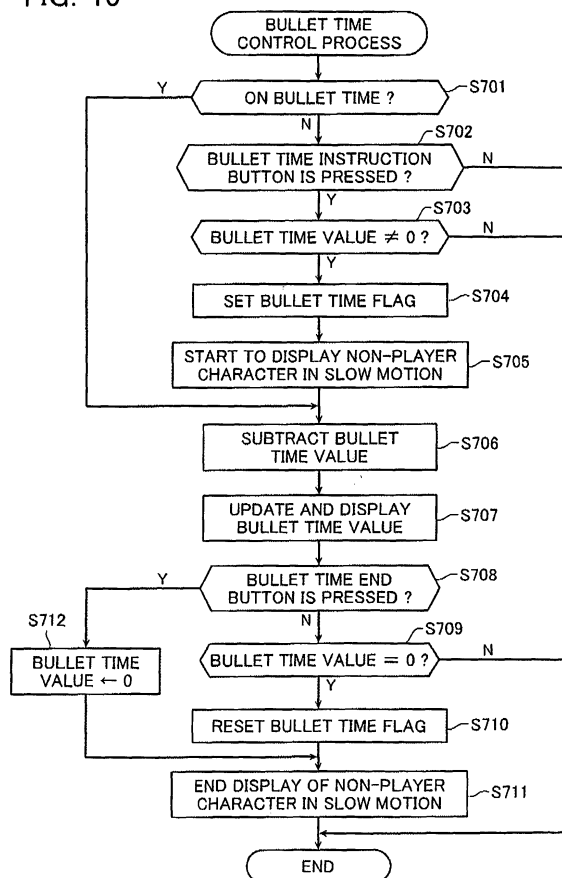 FIG. 10
BULLET TIME
CONTROL PROCESS
Y
ON BULLET TIME ?
S701
N
S702
BULLET TIME INSTRUCTION
BUTTON IS PRESSED ?
N
Y
S703
BULLET TIME VALUE ≠ 0 ?
N
Y
SET BULLET TIME FLAG
S704
START TO DISPLAY NON-PLAYER
CHARACTER IN SLOW MOTION
S705
SUBTRACT BULLET
TIME VALUE
S706
UPDATE AND DISPLAY
BULLET TIME VALUE
S707
Y
BULLET TIME END
BUTTON IS PRESSED ?
S708
S712
N
S709
BULLET TIME
VALUE ← 0
BULLET TIME VALUE = 0 ?
N
Y
RESET BULLET TIME FLAG
S710
END DISPLAY OF NON-PLAYER
CHARACTER IN SLOW MOTION
S711
END